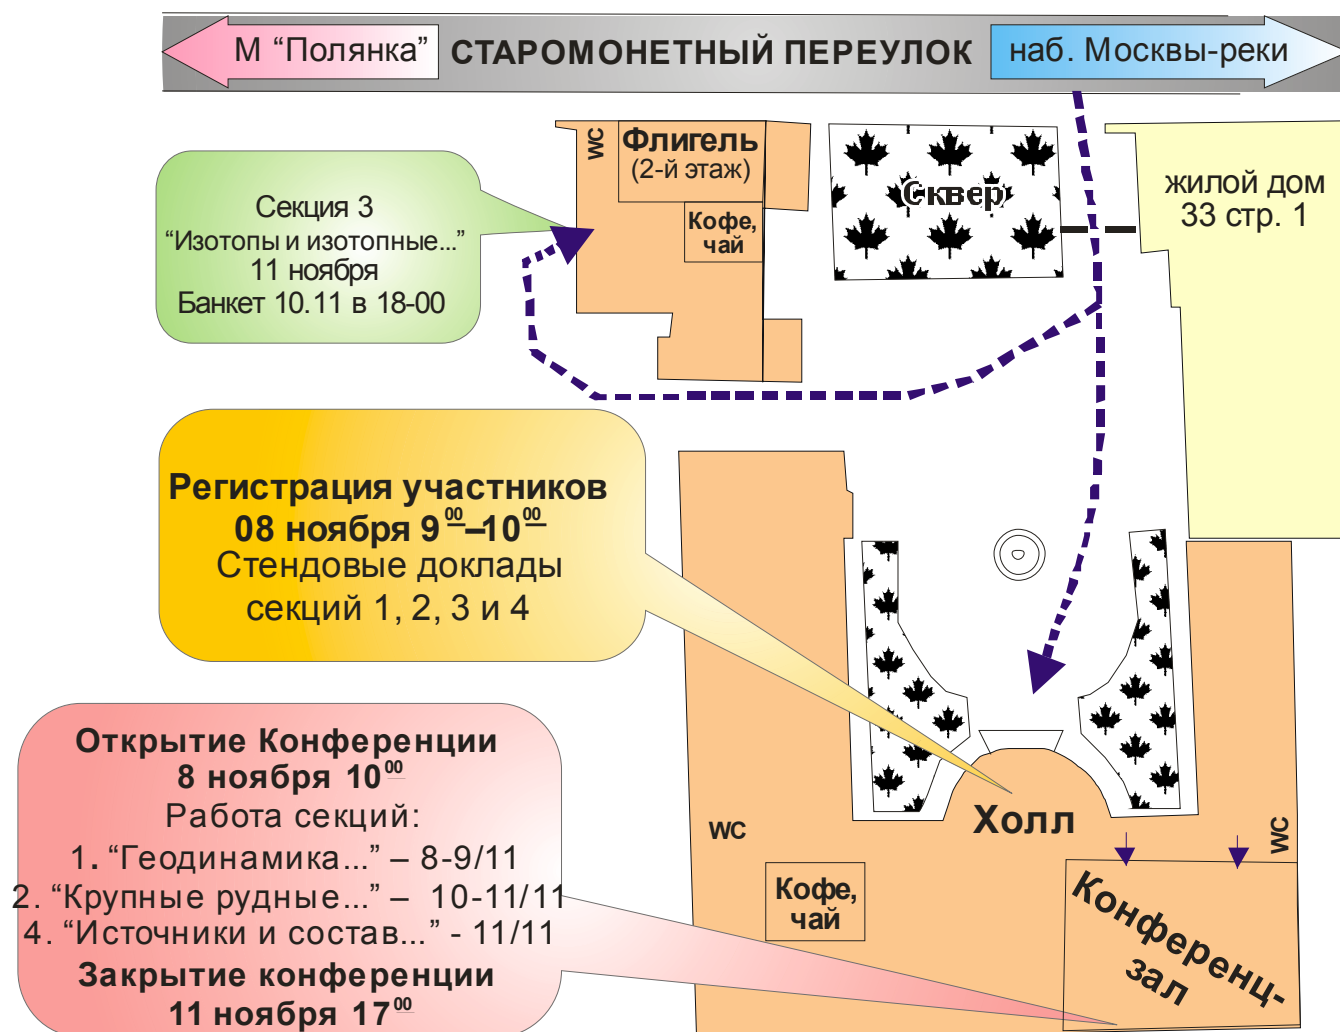 М “Полянка”
СТАРОМОНЕТНЫЙ ПЕРЕУЛОК
наб. Москвы-реки
WC
Флигель
(2-й этаж)
Кофе,
чай
Сквер
жилой дом
33 стр. 1
Секция 3
“Изотопы и изотопные...”
11 ноября
Банкет 10.11 в 18-00
Регистрация участников
08 ноября 9⁰⁰–10⁰⁰
Стендовые доклады
секций 1, 2, 3 и 4
Открытие Конференции
8 ноября 10⁰⁰
Работа секций:
1. “Геодинамика...” – 8-9/11
2. “Крупные рудные...” – 10-11/11
4. “Источники и состав...” - 11/11
Закрытие конференции
11 ноября 17⁰⁰
WC
Холл
WC
Кофе,
чай
Конференц-
зал